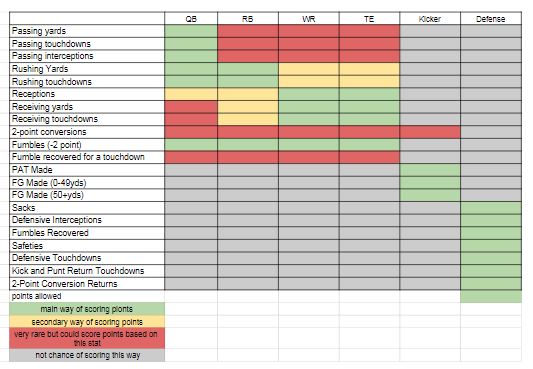 QB RB WR TE Kicker Defense
Passing yards
Passing touchdowns
Passing interceptions
Rushing Yards
Rushing touchdowns
Receptions
Receiving yards
Receiving touchdowns
2-point conversions
Fumbles (-2 point)
Fumble recovered for a touchdown
PAT Made
FG Made (0-49yds)
FG Made (50+yds)
Sacks
Defensive Interceptions
Fumbles Recovered
Safeties
Defensive Touchdowns
Kick and Punt Return Touchdowns
2-Point Conversion Returns
points allowed
main way of scoring pionts
secondary way of scoring points
very rare but could score points based on
this stat
not chance of scoring this way